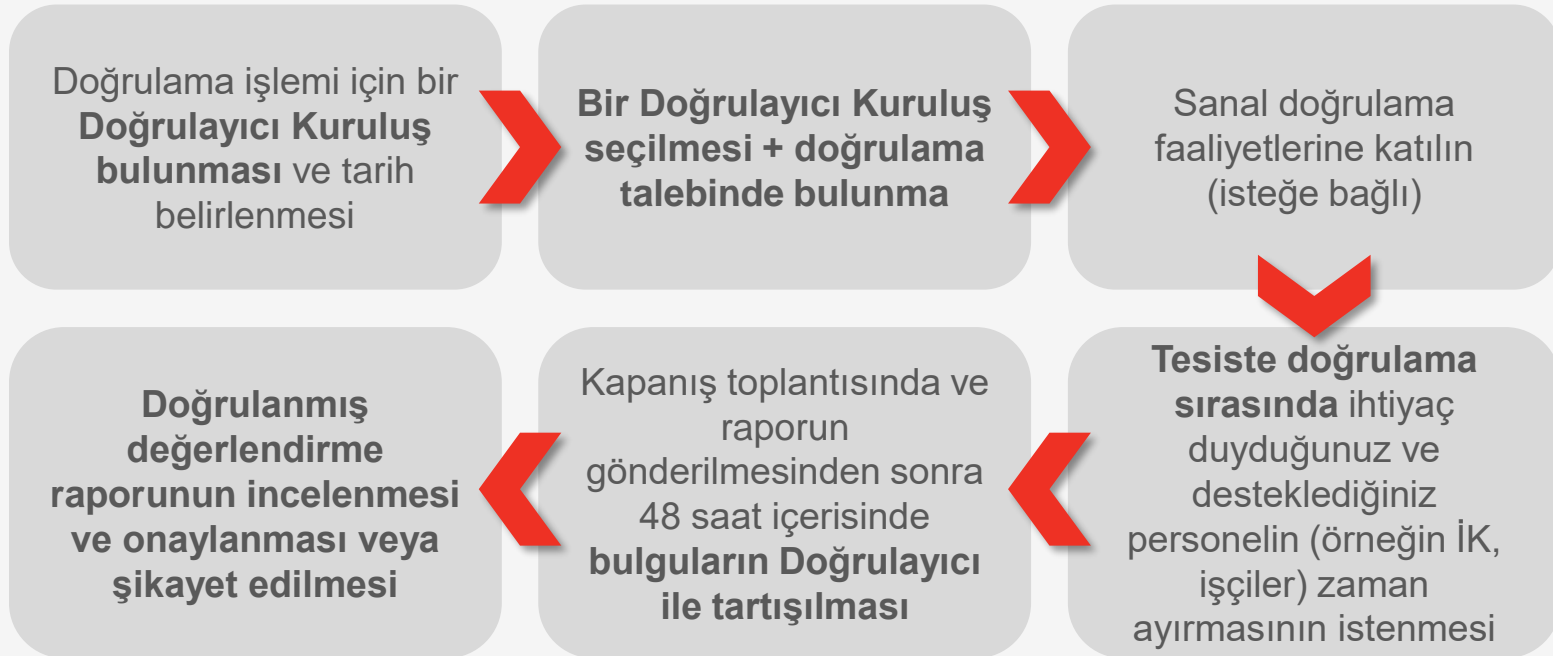 Doğrulama işlemi için bir
Doğrulayıcı Kuruluş
bulunması ve tarih
belirlenmesi
Bir Doğrulayıcı Kuruluş
seçilmesi + doğrulama
talebinde bulunma
Sanal doğrulama
faaliyetlerine katılın
(isteğe bağlı)
Tesiste doğrulama
sırasında ihtiyaç
duyduğunuz ve
desteklediğiniz
personelin (örneğin İK,
işçiler) zaman
ayırmasının istenmesi
Kapanış toplantısında ve
raporun
gönderilmesinden sonra
48 saat içerisinde
bulguların Doğrulayıcı
ile tartışılması
Doğrulanmış
değerlendirme
raporunun incelenmesi
ve onaylanması veya
şikayet edilmesi